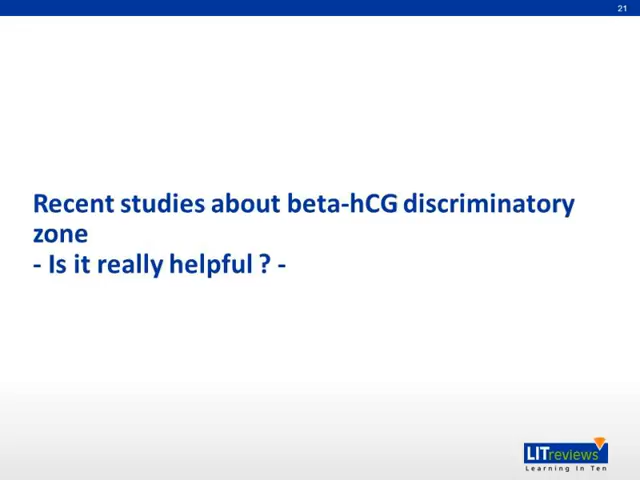 21
Recent studies about beta-hCG discriminatory
zone
- Is it really helpful ? -
LITreviews
Learning In Ten